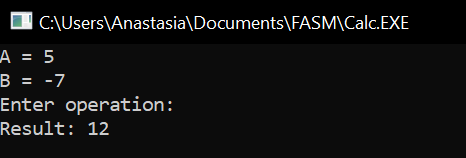 C:\Users\Anastasia\Documents\FASM\Calc.EXE
A = 5
B = -7
Enter operation:
Result: 12